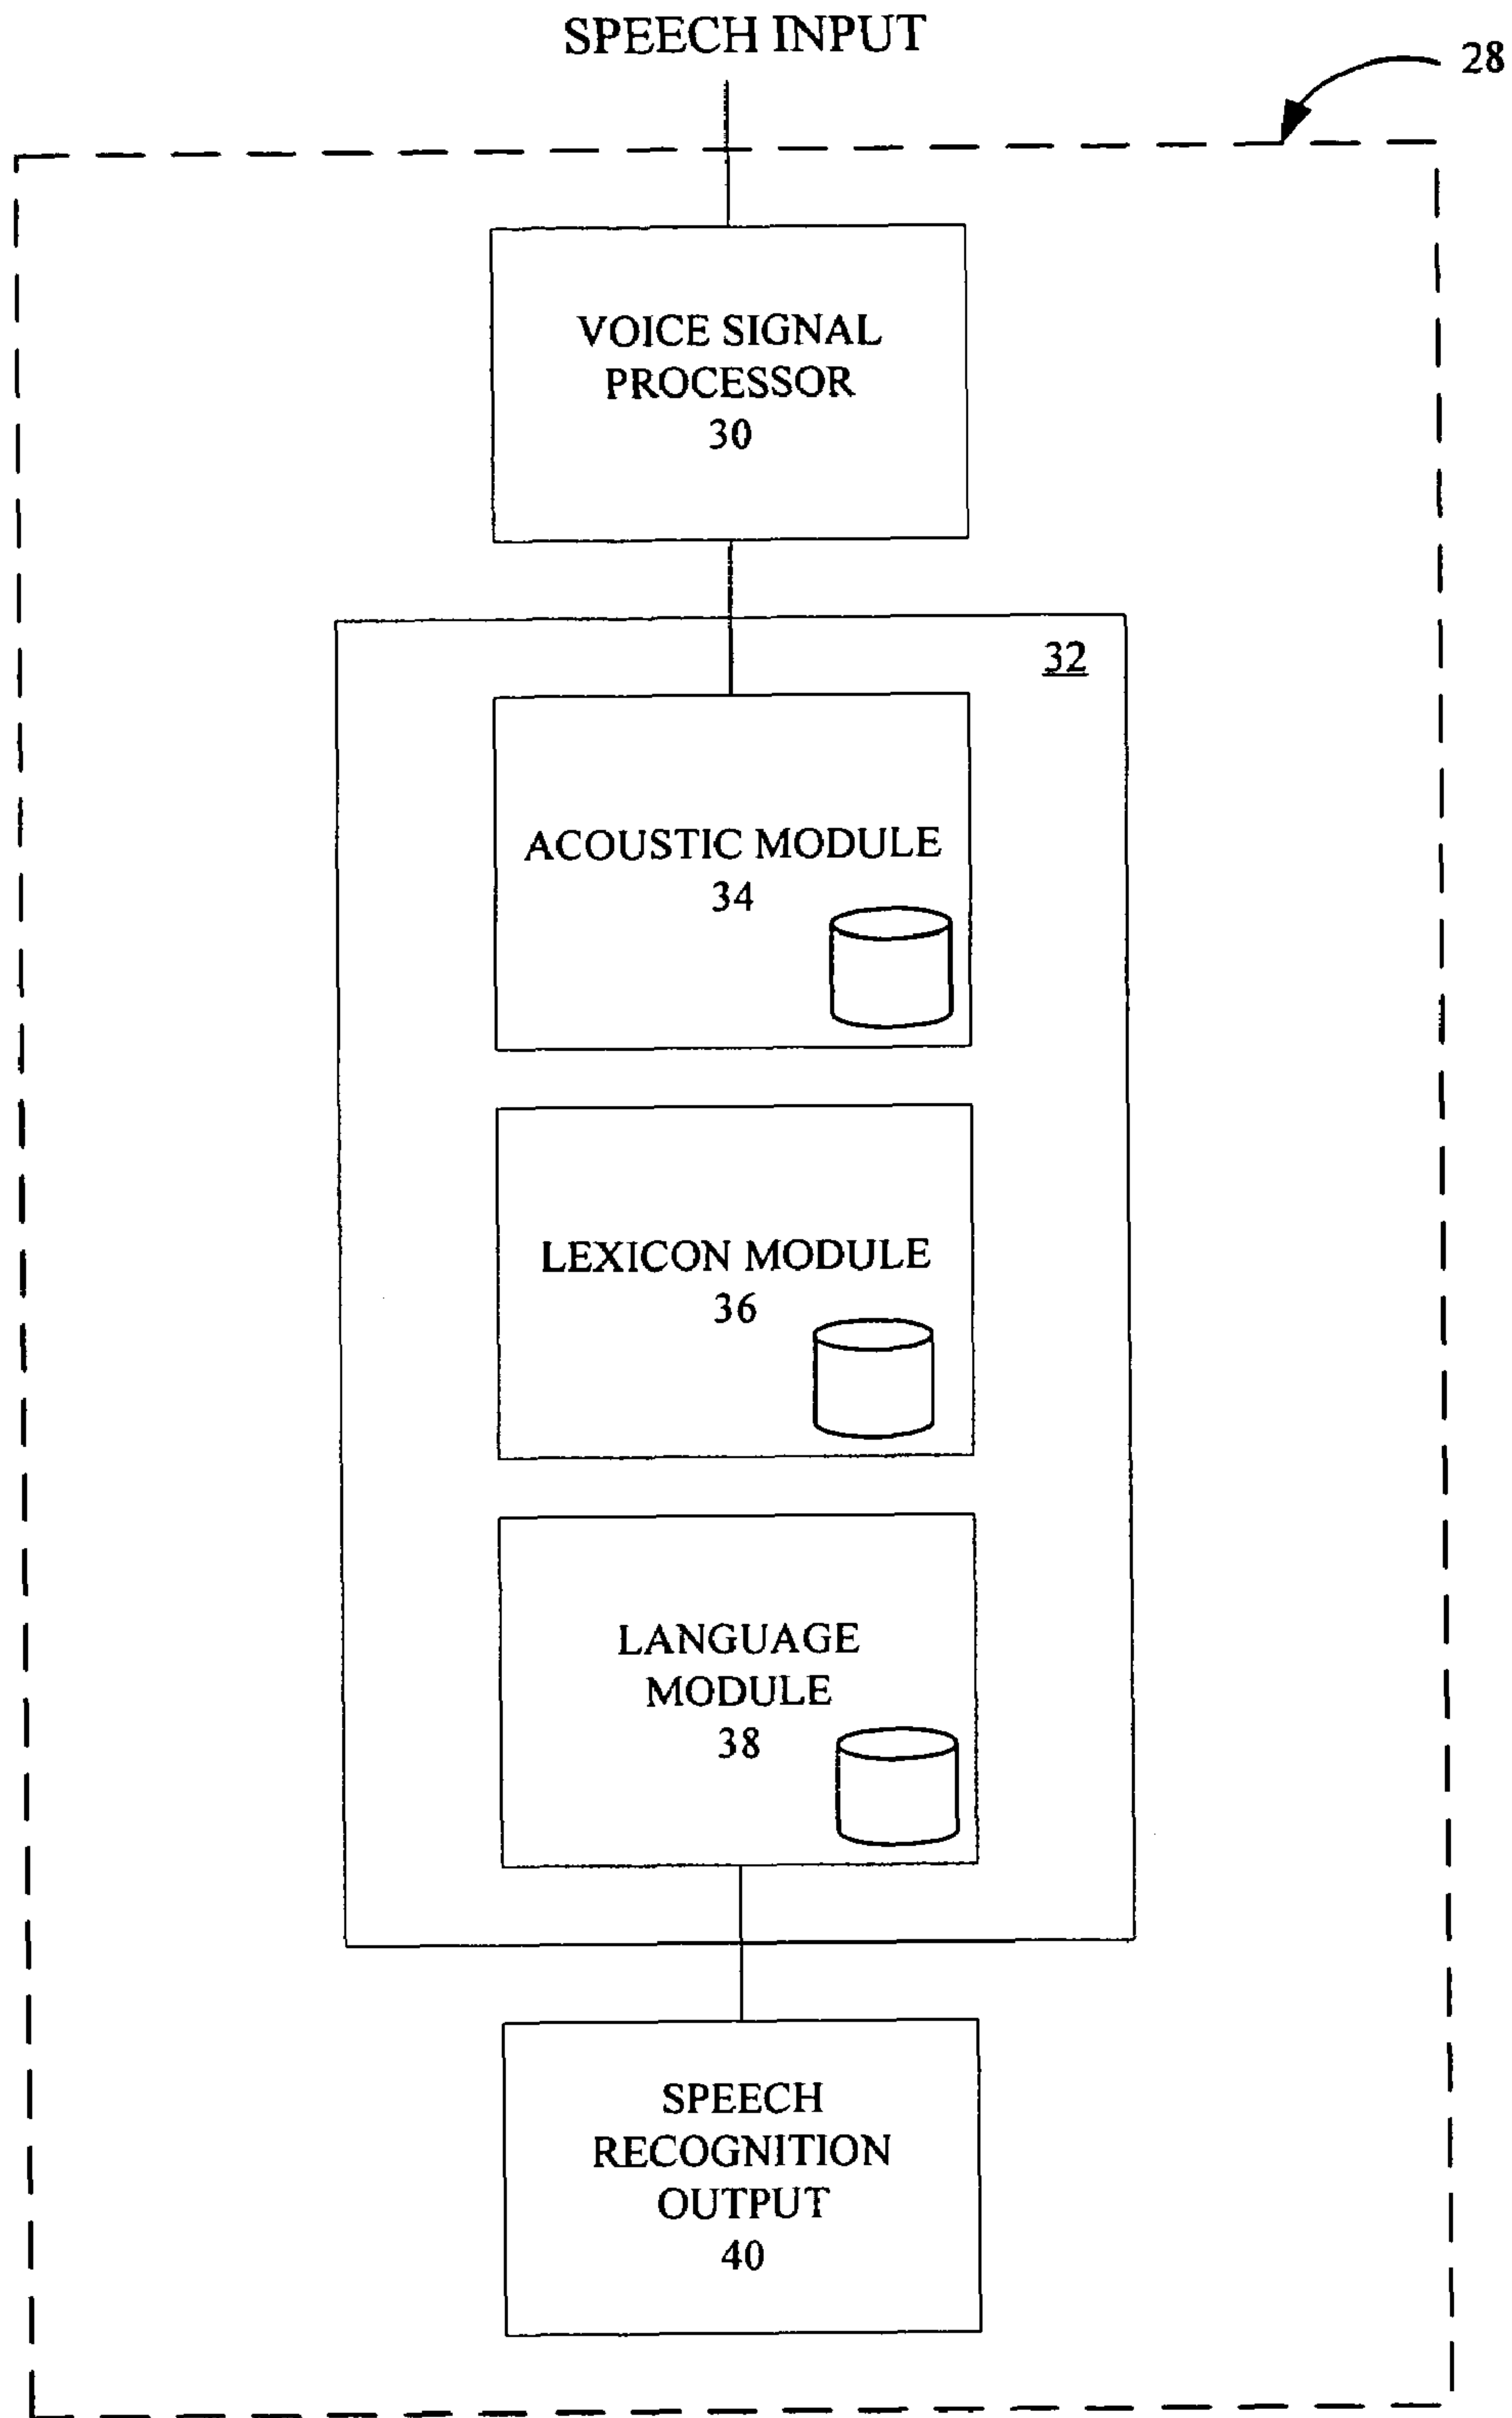 SPEECH INPUT
28
VOICE SIGNAL
PROCESSOR
30
32
ACOUSTIC MODULE
34
LEXICON MODULE
36
LANGUAGE
MODULE
38
SPEECH
RECOGNITION
OUTPUT
40